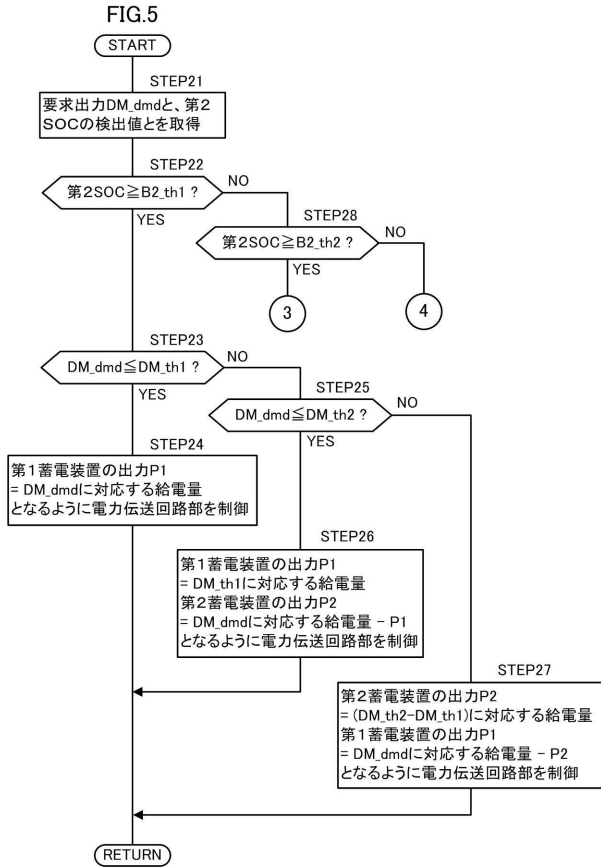 FIG.5
START
STEP21
要求出力DM_dmdと、第2
SOCの検出値とを取得
STEP22
第2SOC≧B2_th1 ?
NO
YES
STEP28
第2SOC≧B2_th2 ?
NO
YES
3
4
STEP23
DM_dmd≦DM_th1 ?
NO
YES
STEP25
DM_dmd≦DM_th2 ?
NO
YES
STEP24
第1蓄電装置の出力P1
= DM_dmdに対応する給電量
となるように電力伝送回路部を制御
STEP26
第1蓄電装置の出力P1
= DM_th1に対応する給電量
第2蓄電装置の出力P2
= DM_dmdに対応する給電量 - P1
となるように電力伝送回路部を制御
STEP27
第2蓄電装置の出力P2
= (DM_th2-DM_th1)に対応する給電量
第1蓄電装置の出力P1
= DM_dmdに対応する給電量 - P2
となるように電力伝送回路部を制御
RETURN